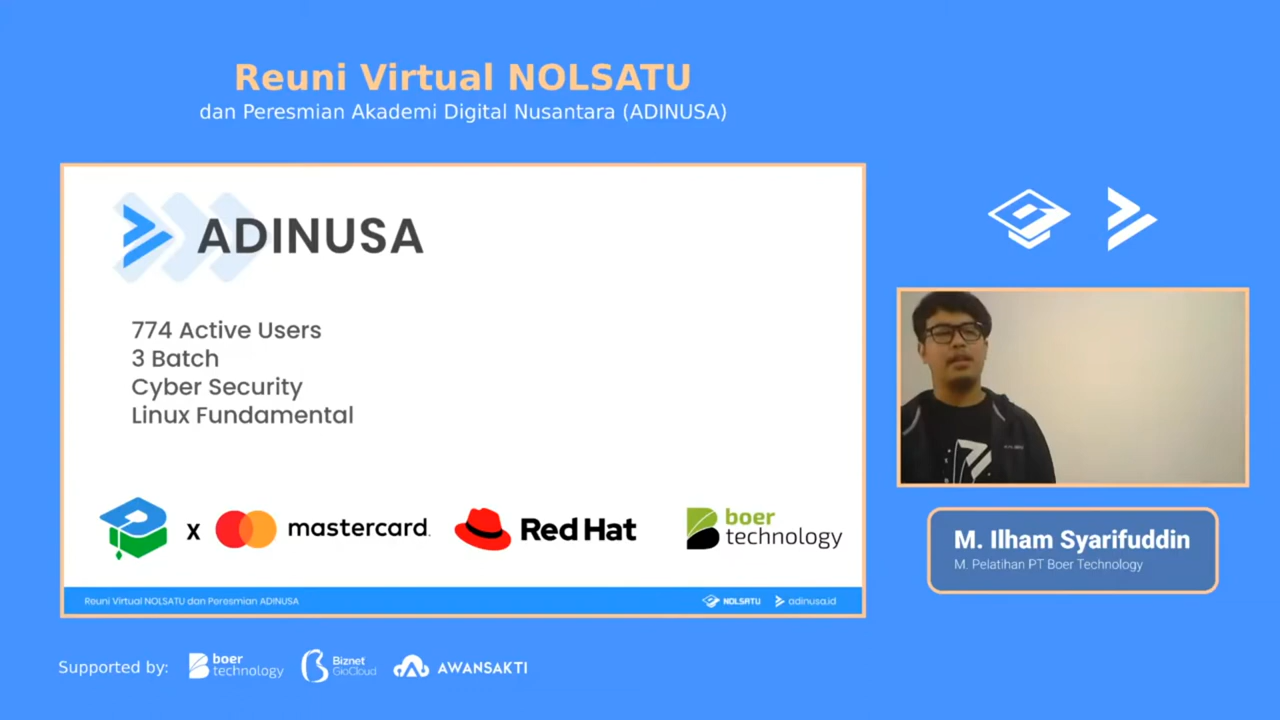 Reuni Virtual NOLSATU
dan Peresmian Akademi Digital Nusantara (ADINUSA)
ADINUSA
774 Active Users
3 Batch
Cyber Security
Linux Fundamental
x mastercard. Red Hat boer technology
Reuni Virtual NOLSATU dan Peresmian ADINUSA NOLSATU adinusa.id
M. Ilham Syarifuddin
M. Pelatihan PT Boer Technology
Supported by: boer technology Biznet GioCloud AWANSAKTI